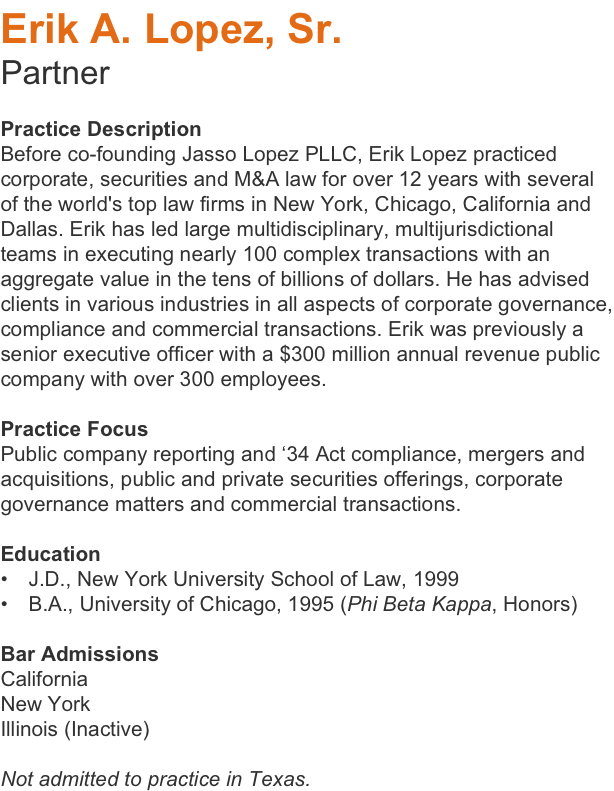 Erik A. Lopez, Sr.
Partner
Practice Description
Before co-founding Jasso Lopez PLLC, Erik Lopez practiced
corporate, securities and M&A law for over 12 years with several
of the world's top law firms in New York, Chicago, California and
Dallas. Erik has led large multidisciplinary, multijurisdictional
teams in executing nearly 100 complex transactions with an
aggregate value in the tens of billions of dollars. He has advised
clients in various industries in all aspects of corporate governance,
compliance and commercial transactions. Erik was previously a
senior executive officer with a $300 million annual revenue public
company with over 300 employees.
Practice Focus
Public company reporting and ‘34 Act compliance, mergers and
acquisitions, public and private securities offerings, corporate
governance matters and commercial transactions.
Education
• J.D., New York University School of Law, 1999
• B.A., University of Chicago, 1995 (Phi Beta Kappa, Honors)
Bar Admissions
California
New York
Illinois (Inactive)
Not admitted to practice in Texas.